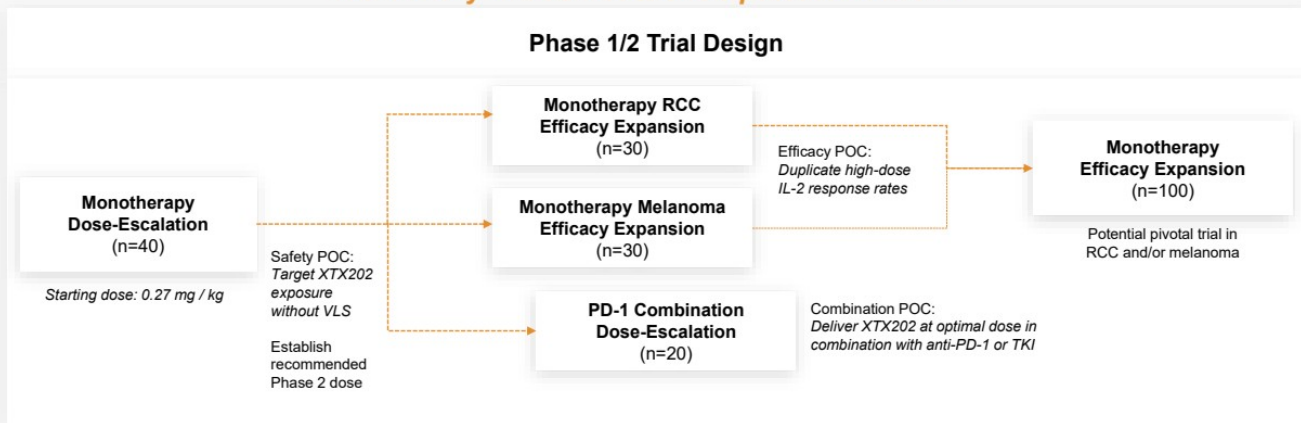 Phase 1/2 Trial Design
Monotherapy
Dose-Escalation
(n=40)
Starting dose: 0.27 mg / kg
Safety POC:
Target XTX202
exposure
without VLS
Establish
recommended
Phase 2 dose
Monotherapy RCC
Efficacy Expansion
(n=30)
Monotherapy Melanoma
Efficacy Expansion
(n=30)
PD-1 Combination
Dose-Escalation
(n=20)
Efficacy POC:
Duplicate high-dose
IL-2 response rates
Combination POC:
Deliver XTX202 at optimal dose in
combination with anti-PD-1 or TKI
Monotherapy
Efficacy Expansion
(n=100)
Potential pivotal trial in
RCC and/or melanoma